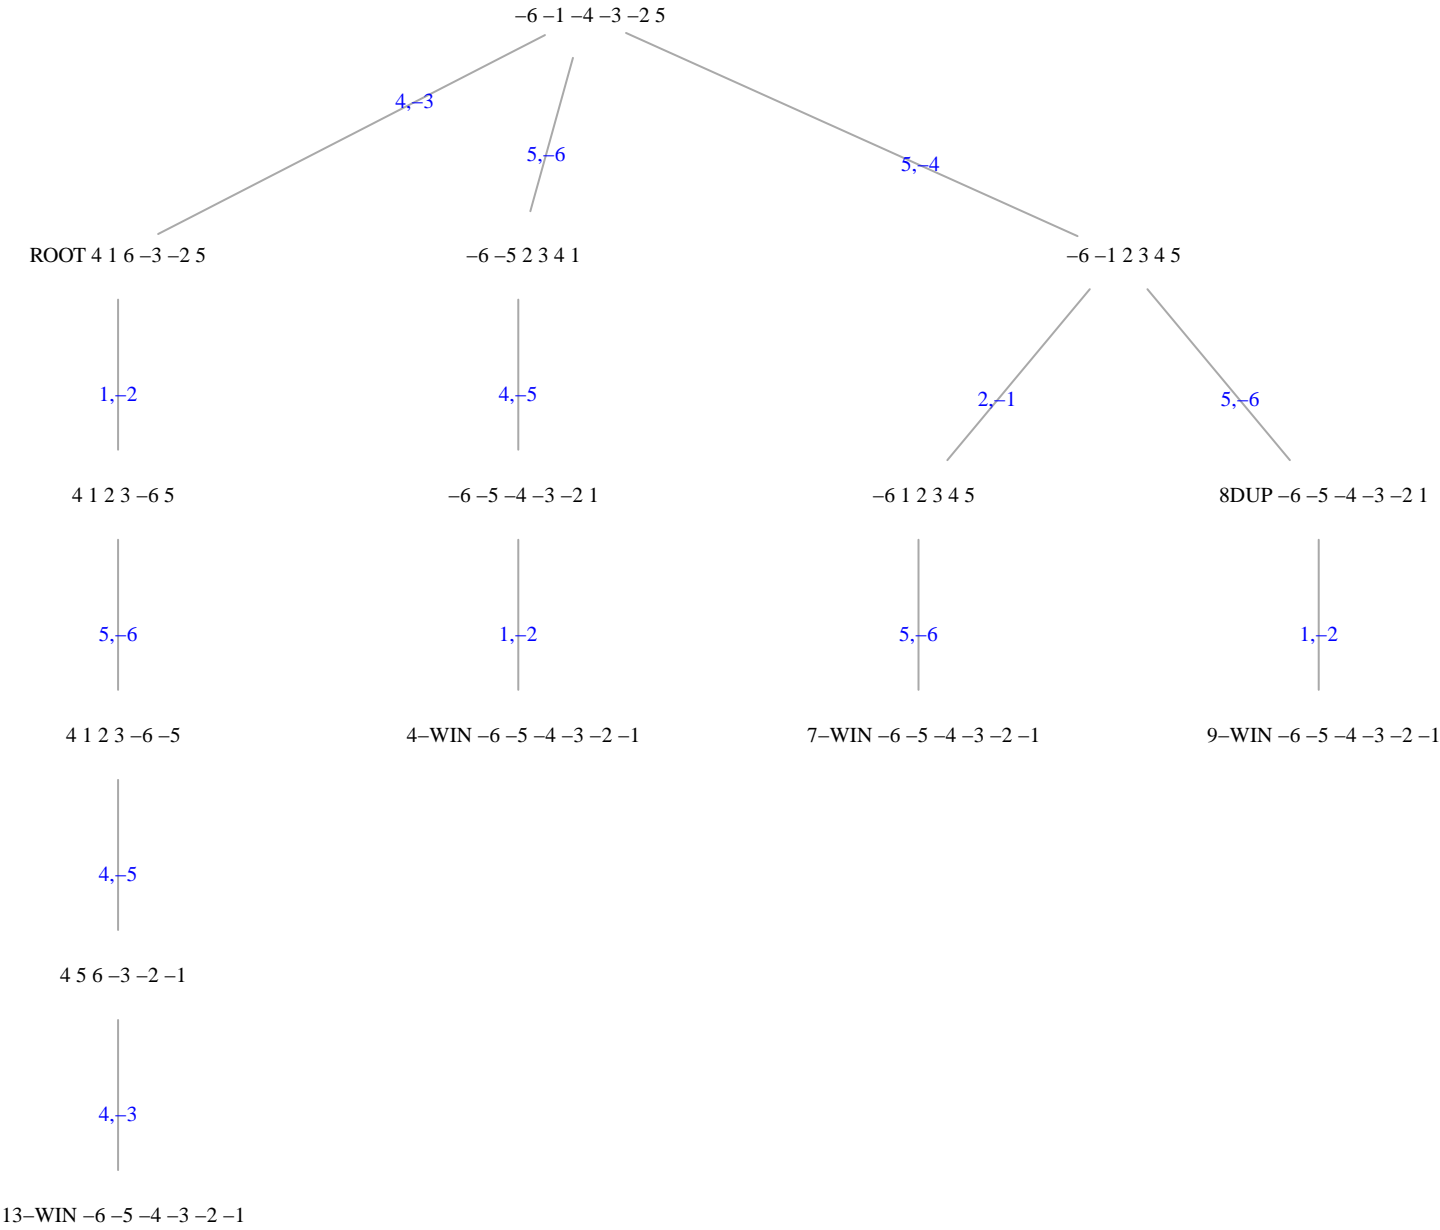 –6 –1 –4 –3 –2 5
4,–3
5,–6
5,–4
ROOT 4 1 6 –3 –2 5
–6 –5 2 3 4 1
–6 –1 2 3 4 5
1,–2
4,–5
2,–1
5,–6
4 1 2 3 –6 5
–6 –5 –4 –3 –2 1
–6 1 2 3 4 5
8DUP –6 –5 –4 –3 –2 1
5,–6
1,–2
5,–6
1,–2
4 1 2 3 –6 –5
4–WIN –6 –5 –4 –3 –2 –1
7–WIN –6 –5 –4 –3 –2 –1
9–WIN –6 –5 –4 –3 –2 –1
4,–5
4 5 6 –3 –2 –1
4,–3
13–WIN –6 –5 –4 –3 –2 –1